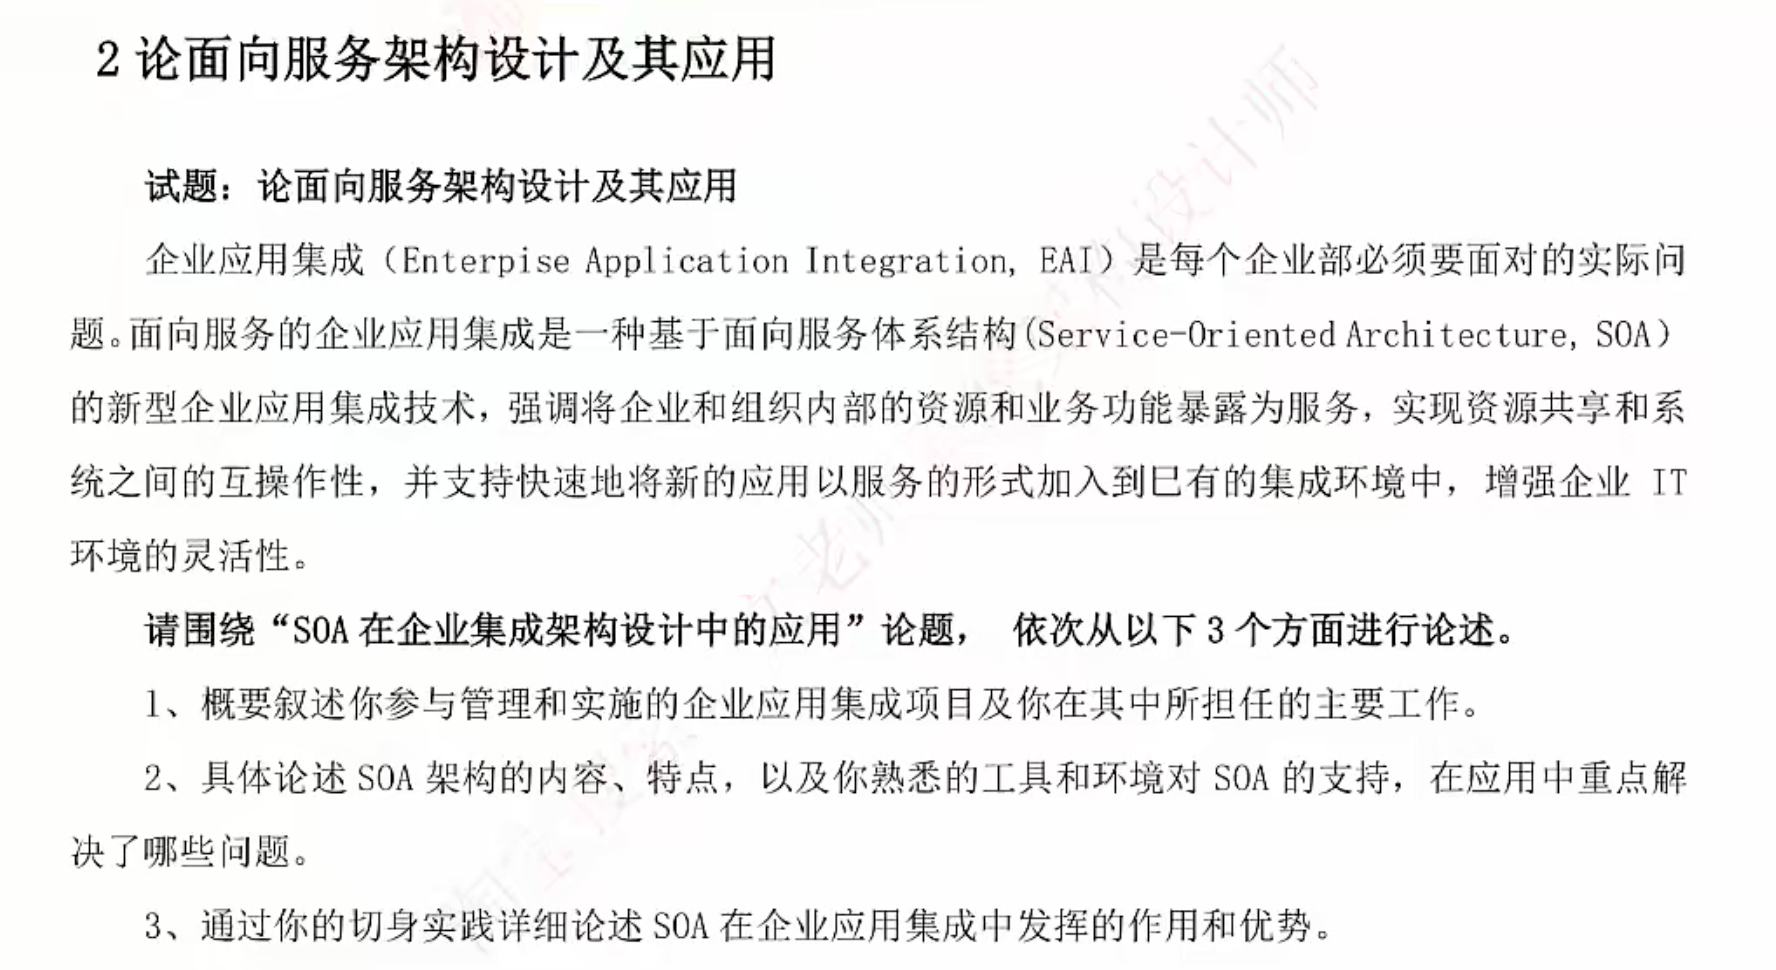 2 论面向服务架构设计及其应用
试题：论面向服务架构设计及其应用
企业应用集成（Enterpise Application Integration, EAI）是每个企业部必须要面对的实际问
题。面向服务的企业应用集成是一种基于面向服务体系结构(Service-Oriented Architecture, SOA）
的新型企业应用集成技术，强调将企业和组织内部的资源和业务功能暴露为服务，实现资源共享和系
统之间的互操作性，并支持快速地将新的应用以服务的形式加入到巳有的集成环境中，增强企业 IT
环境的灵活性。
请围绕“SOA 在企业集成架构设计中的应用”论题， 依次从以下 3 个方面进行论述。
1、概要叙述你参与管理和实施的企业应用集成项目及你在其中所担任的主要工作。
2、具体论述 SOA 架构的内容、特点，以及你熟悉的工具和环境对 SOA 的支持，在应用中重点解
决了哪些问题。
3、通过你的切身实践详细论述 SOA 在企业应用集成中发挥的作用和优势。